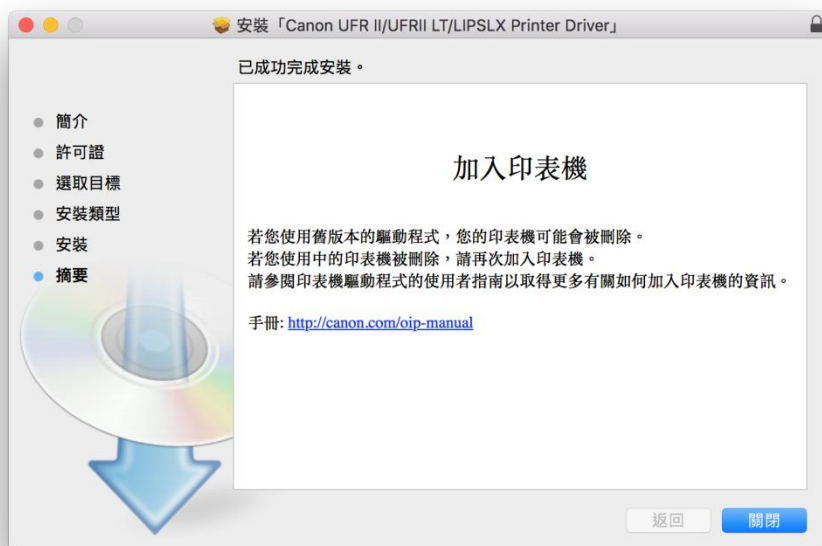 安裝「Canon UFR II/UFRII LT/LIPSLX Printer Driver」
已成功完成安裝。
簡介
許可證
選取目標
安裝類型
安裝
摘要
加入印表機
若您使用舊版本的驅動程式，您的印表機可能會被刪除。
若您使用中的印表機被刪除，請再次加入印表機。
請參閱印表機驅動程式的使用者指南以取得更多有關如何加入印表機的資訊。
手冊: http://canon.com/oip-manual
返回
關閉